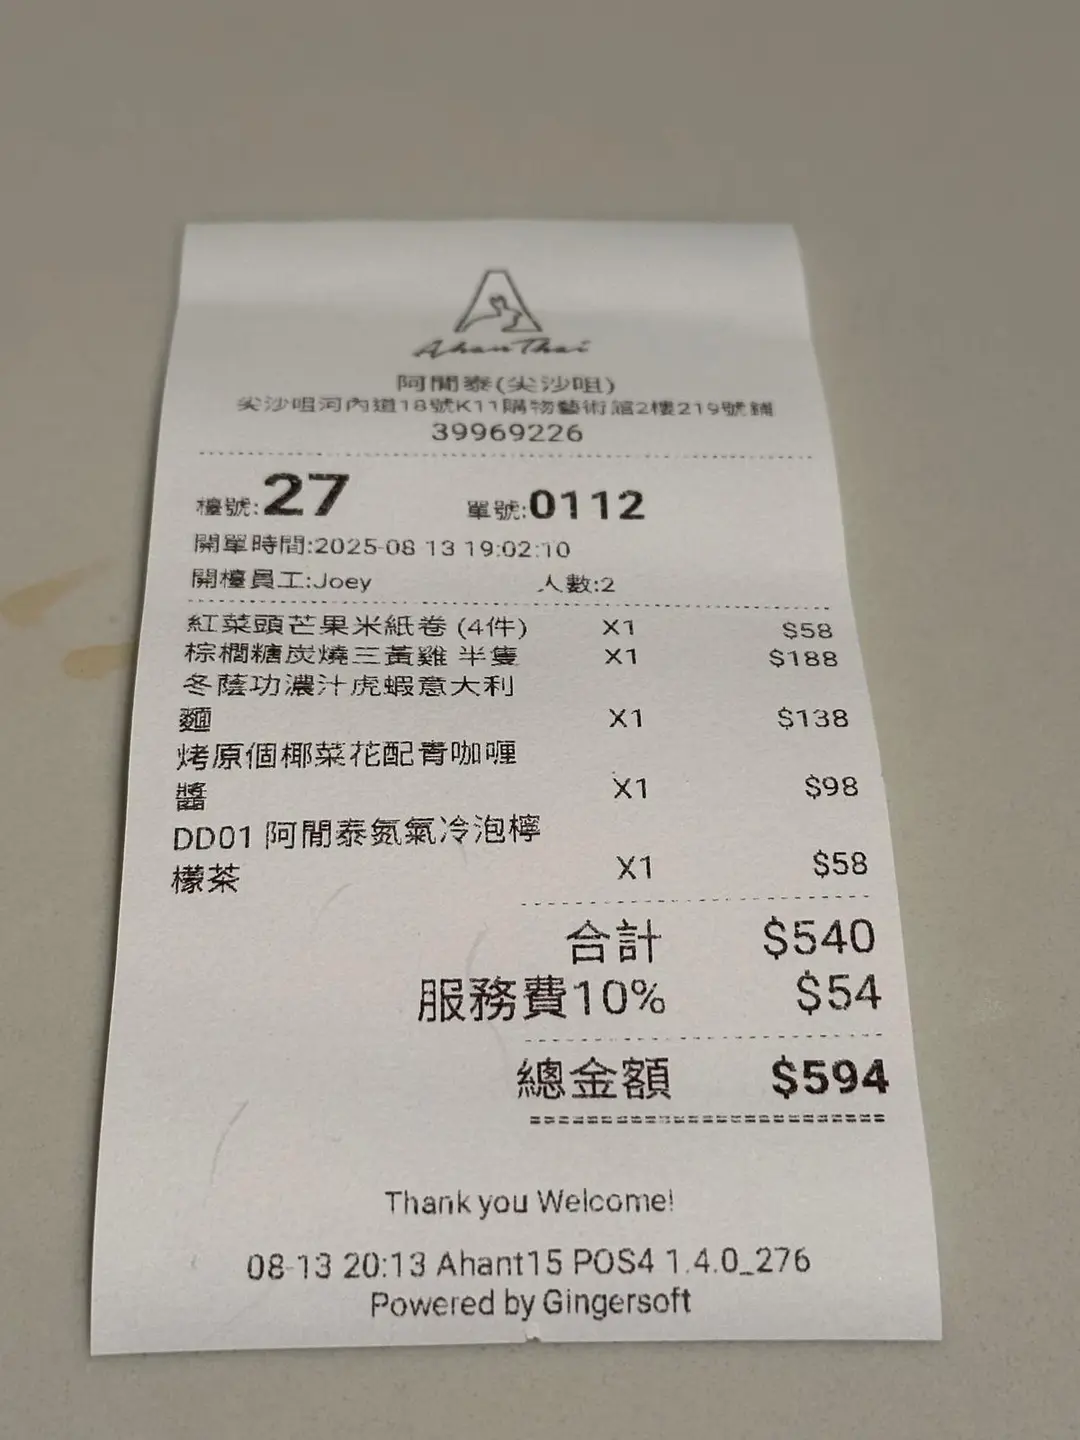 Ahan Thai
阿閒泰(尖沙咀)
尖沙咀河內道18號K11購物藝術館2樓219號鋪
39969226
檯號:27 單號:0112
開單時間:2025-08-13 19:02:10
開檯員工:Joey 人數:2
紅菜頭芒果米紙卷 (4件) X1 $58
棕櫚糖炭燒三黃雞 半隻 X1 $188
冬蔭功濃汁虎蝦意大利
麵 X1 $138
烤原個椰菜花配青咖喱
醬 X1 $98
DD01 阿閒泰氮氣冷泡檸
檬茶 X1 $58
合計 $540
服務費10% $54
總金額 $594
Thank you Welcome!
08-13 20:13 Ahant15 POS4 1.4.0_276
Powered by Gingersoft